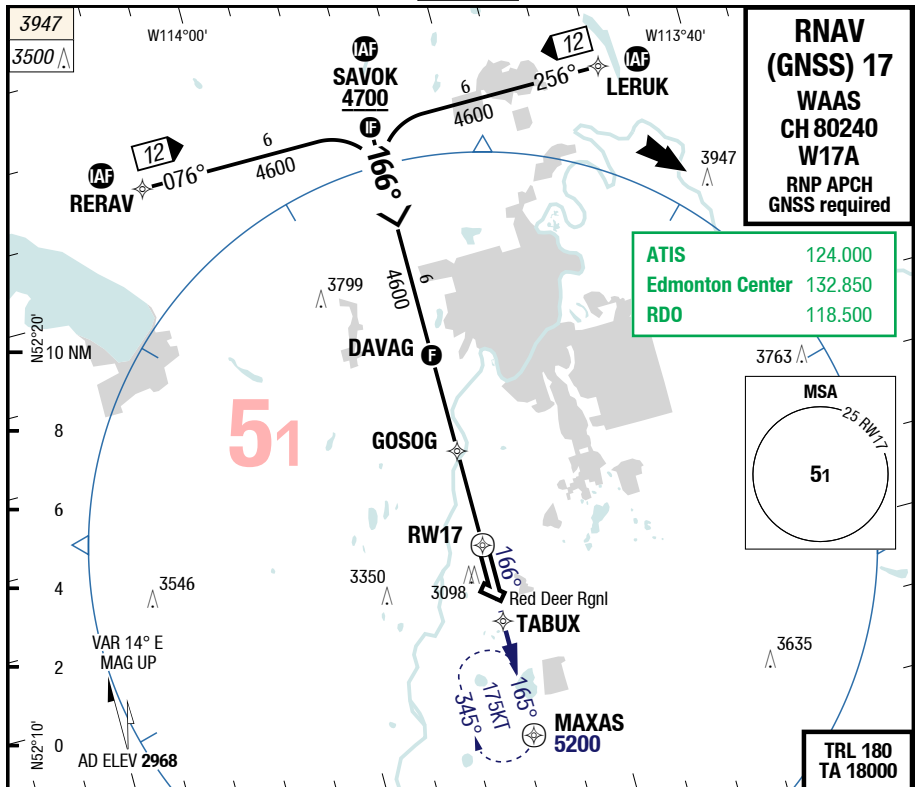 3947
3500
W114°00'
W113°40'
RNAV
(GNSS) 17
WAAS
CH 80240
W17A
RNP APCH
GNSS required
IAF
SAVOK
4700
IF
12
IAF
LERUK
256°
6
4600
12
IAF
RERAV
076°
6
4600
166°
3947
ATIS 124.000
Edmonton Center 132.850
RDO 118.500
3799
6
4600
N52°20'
10 NM
DAVAG
F
3763
MSA
25 RW17
51
51
8
GOSOG
6
RW17
166°
4
3546
3350
3098
Red Deer Rgnl
TABUX
3635
VAR 14° E
MAG UP
2
165°
175KT
345°
MAXAS
5200
N52°10'
0
AD ELEV 2968
TRL 180
TA 18000